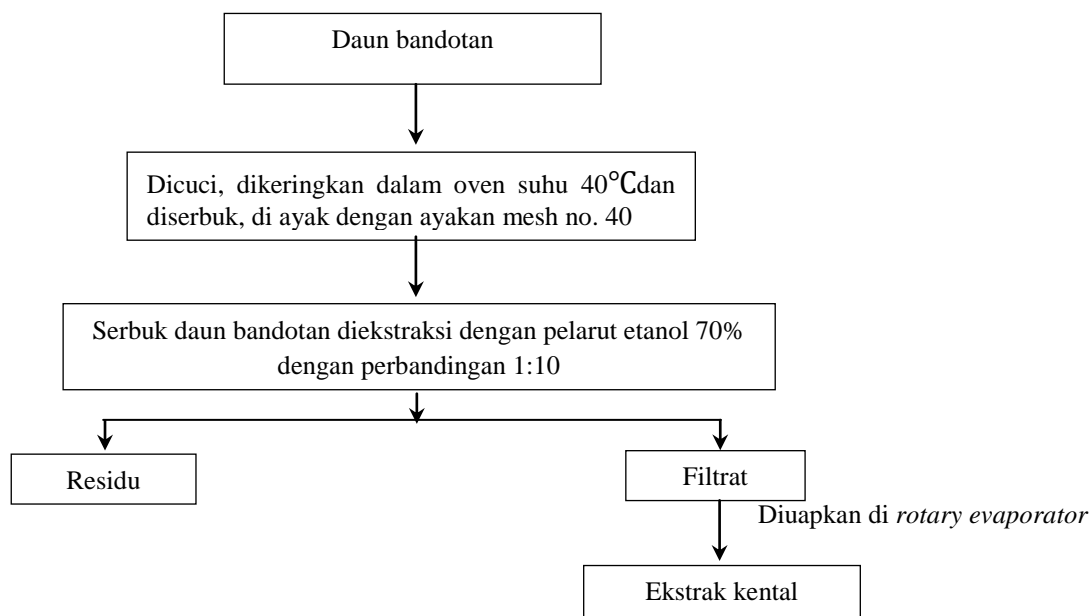 Daun bandotan
Dicuci, dikeringkan dalam oven suhu 40℃dan
diserbuk, di ayak dengan ayakan mesh no. 40
Serbuk daun bandotan diekstraksi dengan pelarut etanol 70%
dengan perbandingan 1:10
Residu
Filtrat
Diuapkan di rotary evaporator
Ekstrak kental